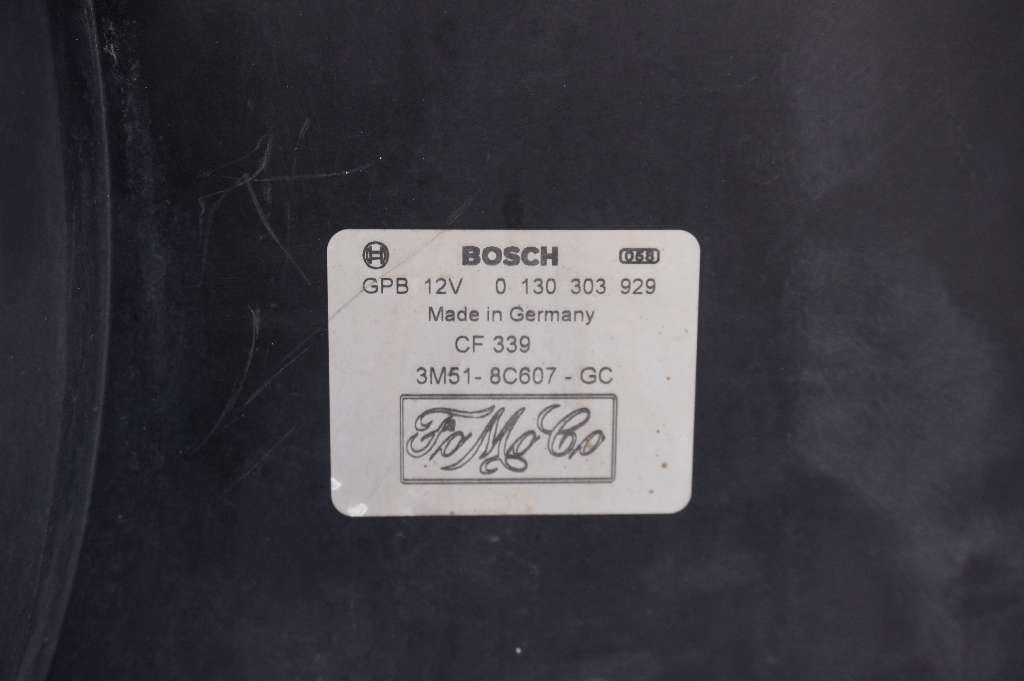 BOSCH 058
GPB 12V 0 130 303 929
Made in Germany
CF 339
3M51- 8C607 - GC
FoMoCo